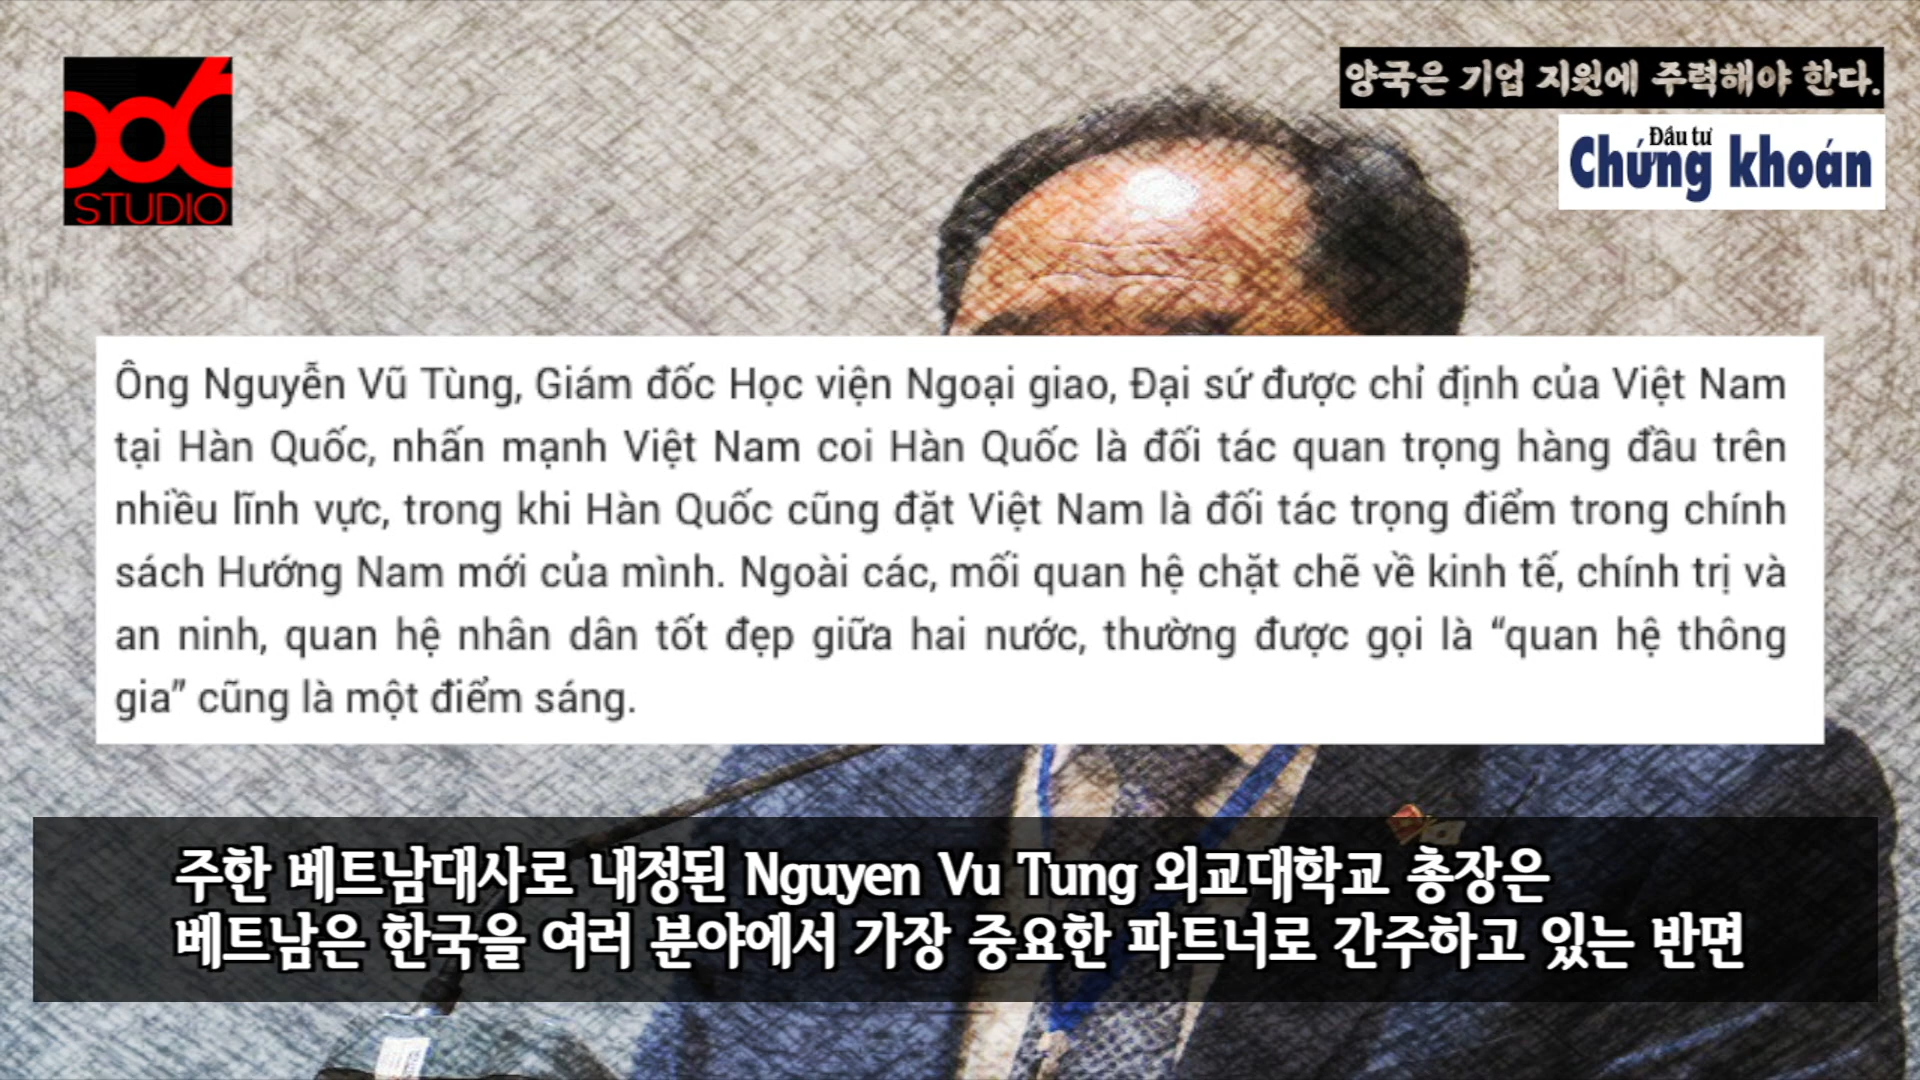 STUDIO
양국은 기업 지원에 주력해야 한다.
Đầu tư
Chứng khoán
Ông Nguyễn Vũ Tùng, Giám đốc Học viện Ngoại giao, Đại sứ được chỉ định của Việt Nam
tại Hàn Quốc, nhấn mạnh Việt Nam coi Hàn Quốc là đối tác quan trọng hàng đầu trên
nhiều lĩnh vực, trong khi Hàn Quốc cũng đặt Việt Nam là đối tác trọng điểm trong chính
sách Hướng Nam mới của mình. Ngoài các, mối quan hệ chặt chẽ về kinh tế, chính trị và
an ninh, quan hệ nhân dân tốt đẹp giữa hai nước, thường được gọi là “quan hệ thông
gia” cũng là một điểm sáng.
주한 베트남대사로 내정된 Nguyen Vu Tung 외교대학교 총장은
베트남은 한국을 여러 분야에서 가장 중요한 파트너로 간주하고 있는 반면